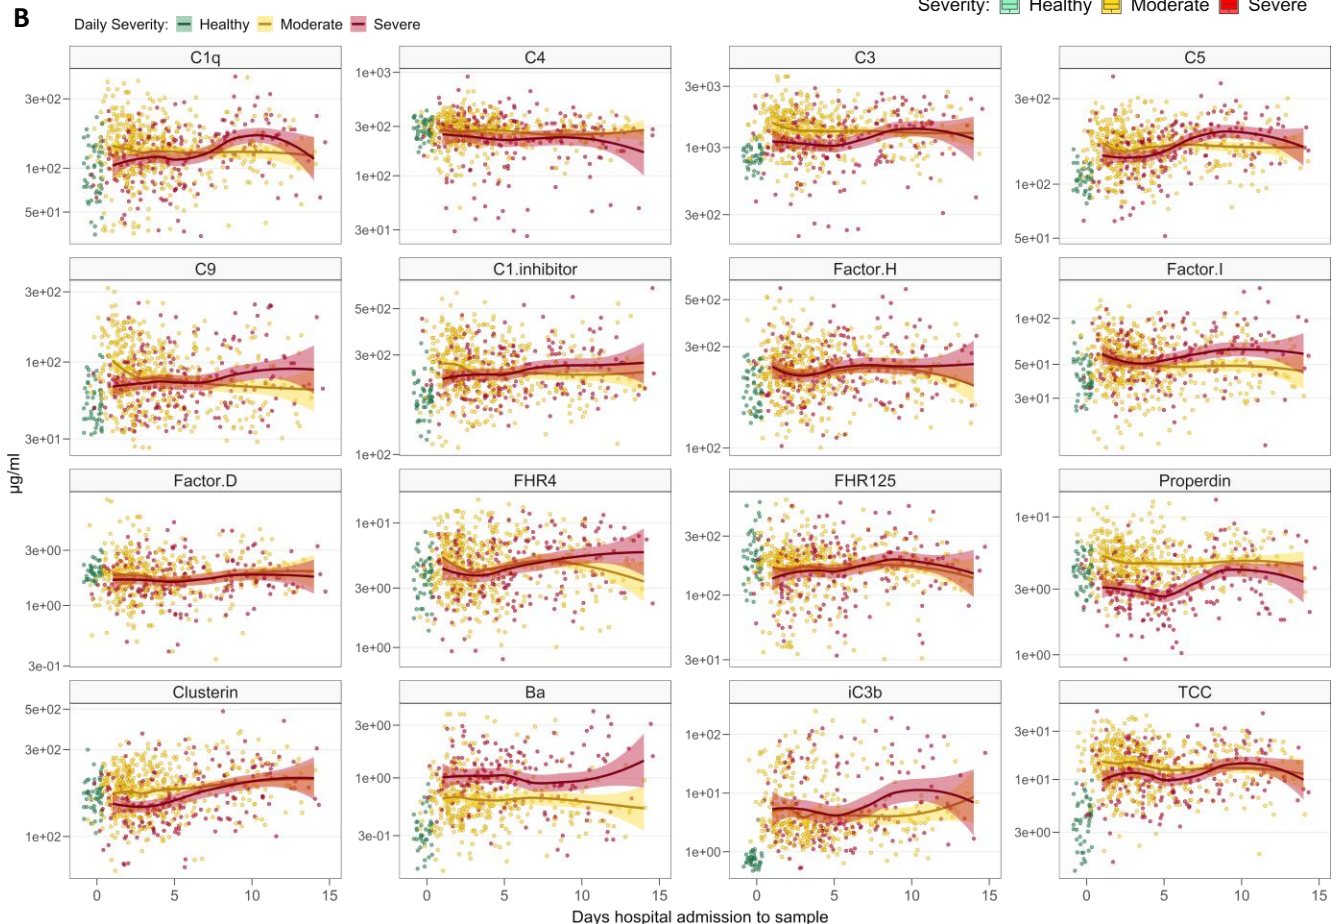 Severity: Healthy Moderate Severe
B
Daily Severity: Healthy Moderate Severe
C1q C4 C3 C5
3e+02 1e+03 3e+03 3e+02
1e+02 3e+02 1e+03 1e+02
5e+01 1e+02 3e+02 5e+01
3e+01
C9 C1.inhibitor Factor.H Factor.I
3e+02 5e+02 5e+02 1e+02
1e+02 3e+02 3e+02 5e+01
3e+01 1e+02 1e+02 3e+01
µg/ml
Factor.D FHR4 FHR125 Properdin
3e+00 1e+01 3e+02 1e+01
1e+00 3e+00 1e+02 3e+00
3e-01 1e+00 3e+01 1e+00
Clusterin Ba iC3b TCC
5e+02 3e+00 1e+02 3e+01
3e+02 1e+00 1e+01 1e+01
1e+02 3e-01 1e+00 3e+00
0 5 10 15 0 5 10 15 0 5 10 15 0 5 10 15
Days hospital admission to sample